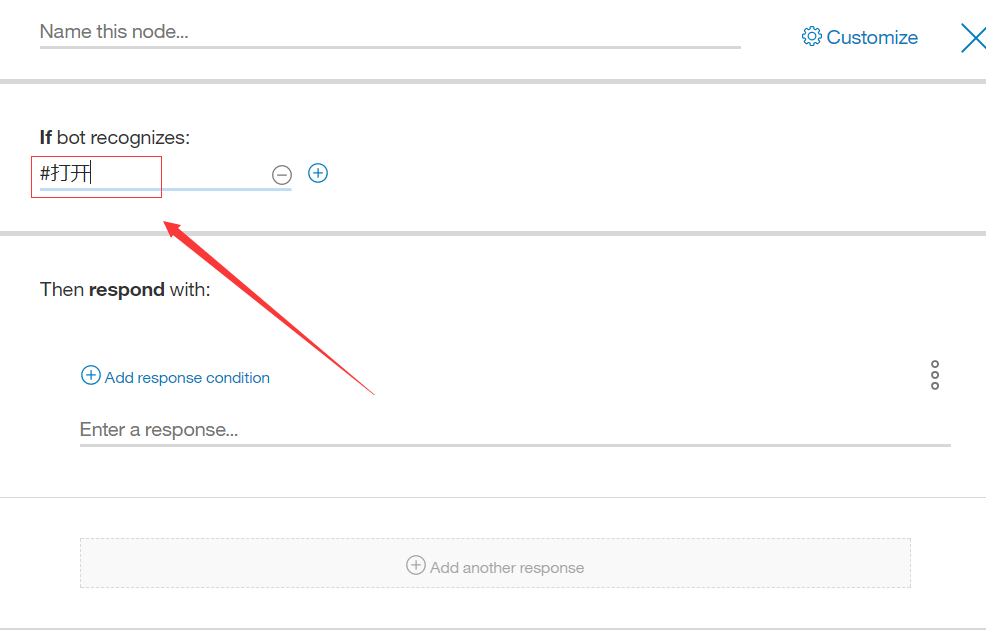 Name this node...
Customize
If bot recognizes:
#打开
Then respond with:
Add response condition
Enter a response...
Add another response